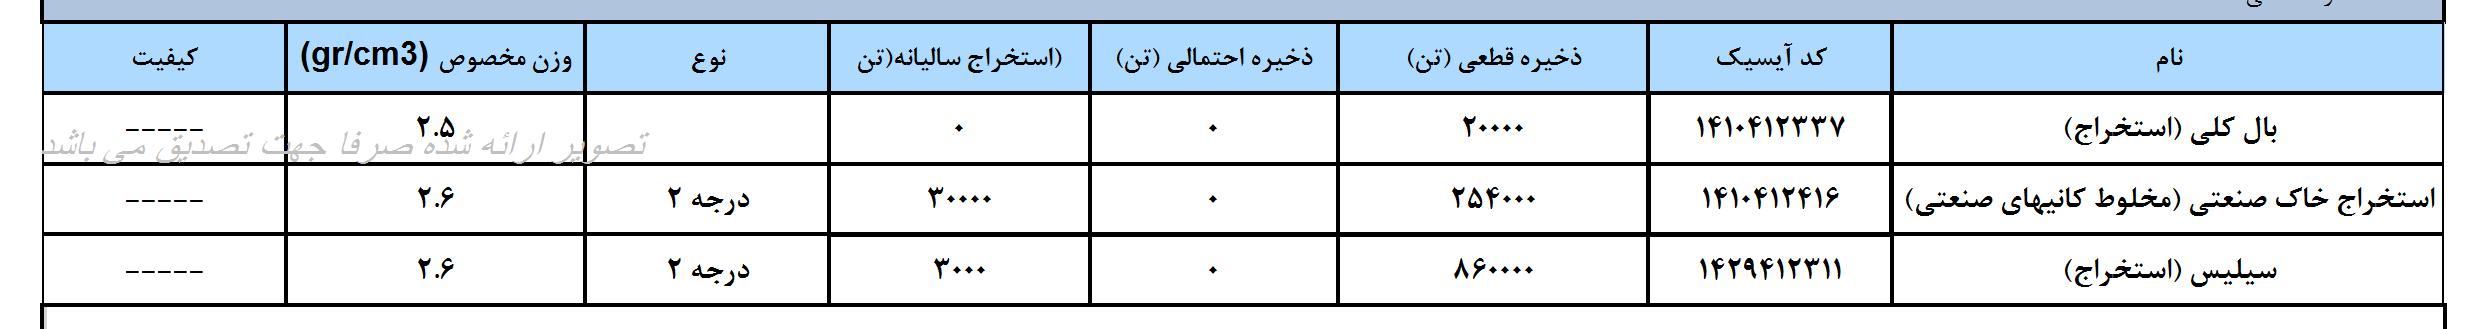 نام	کد آیسیک	ذخیره قطعی (تن)	ذخیره احتمالی (تن)	(استخراج سالیانه(تن	نوع	وزن مخصوص (gr/cm3)	کیفیت
بال کلی (استخراج)	۱۴۱۰۴۱۲۳۳۷	۲۰۰۰۰	۰	۰		۲.۵	-----
تصویر ارائه شده صرفا جهت تصدیق می باشد
استخراج خاک صنعتی (مخلوط کانیهای صنعتی)	۱۴۱۰۴۱۲۴۱۶	۲۵۴۰۰۰	۰	۳۰۰۰۰	درجه ۲	۲.۶	-----
سیلیس (استخراج)	۱۴۲۹۴۱۲۳۱۱	۸۶۰۰۰۰	۰	۳۰۰۰	درجه ۲	۲.۶	-----